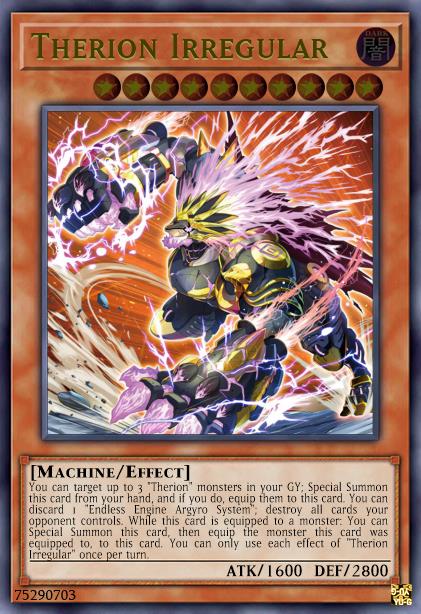 THERION IRREGULAR
DARK
闇
[MACHINE/EFFECT]
You can target up to 3 "Therion" monsters in your GY; Special Summon
this card from your hand, and if you do, equip them to this card. You can
discard 1 "Endless Engine Argyro System"; destroy all cards your
opponent controls. While this card is equipped to a monster: You can
Special Summon this card, then equip the monster this card was
equipped to, to this card. You can only use each effect of "Therion
Irregular" once per turn.
ATK/1600 DEF/2800
75290703